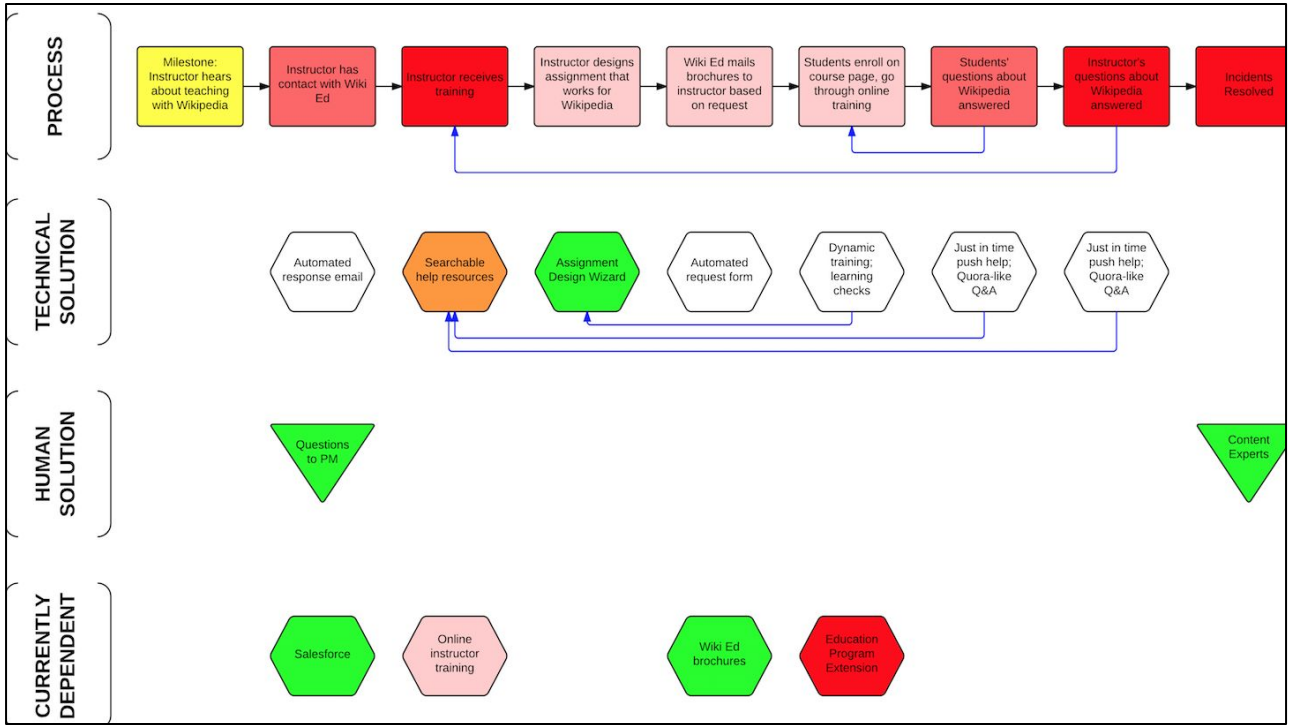 PROCESS
Milestone:
Instructor hears
about teaching
with Wikipedia
Instructor has
contact with Wiki
Ed
Instructor receives
training
Instructor designs
assignment that
works for
Wikipedia
Wiki Ed mails
brochures to
instructor based
on request
Students enroll on
course page, go
through online
training
Students'
questions about
Wikipedia
answered
Instructor's
questions about
Wikipedia
answered
Incidents
Resolved
TECHNICAL
SOLUTION
Automated
response email
Searchable
help resources
Assignment
Design Wizard
Automated
request form
Dynamic
training;
learning
checks
Just in time
push help;
Quora-like
Q&A
Just in time
push help;
Quora-like
Q&A
HUMAN
SOLUTION
Questions
to PM
Content
Experts
CURRENTLY
DEPENDENT
Salesforce
Online
instructor
training
Wiki Ed
brochures
Education
Program
Extension